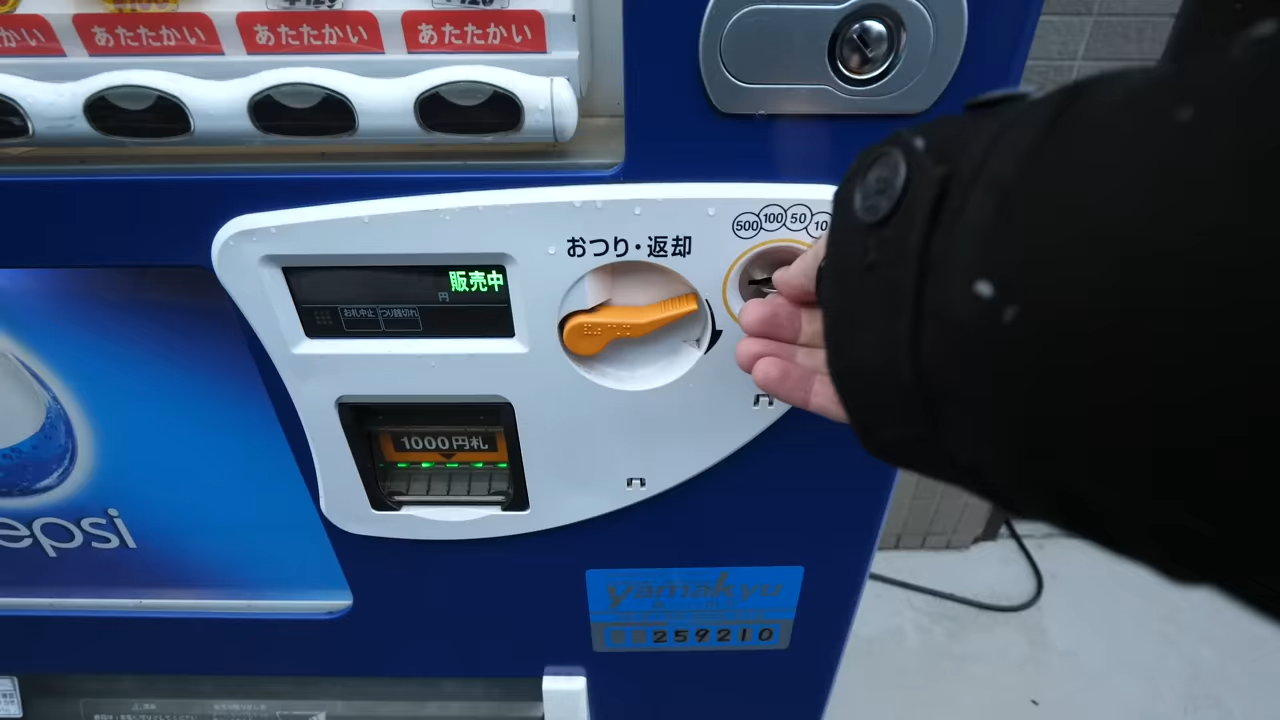 かい
あたたかい
あたたかい
あたたかい
500 100 50 10
おつり・返却
販売中
円
お札中止 つり銭切れ
1000円札
epsi
yamakyu
259210